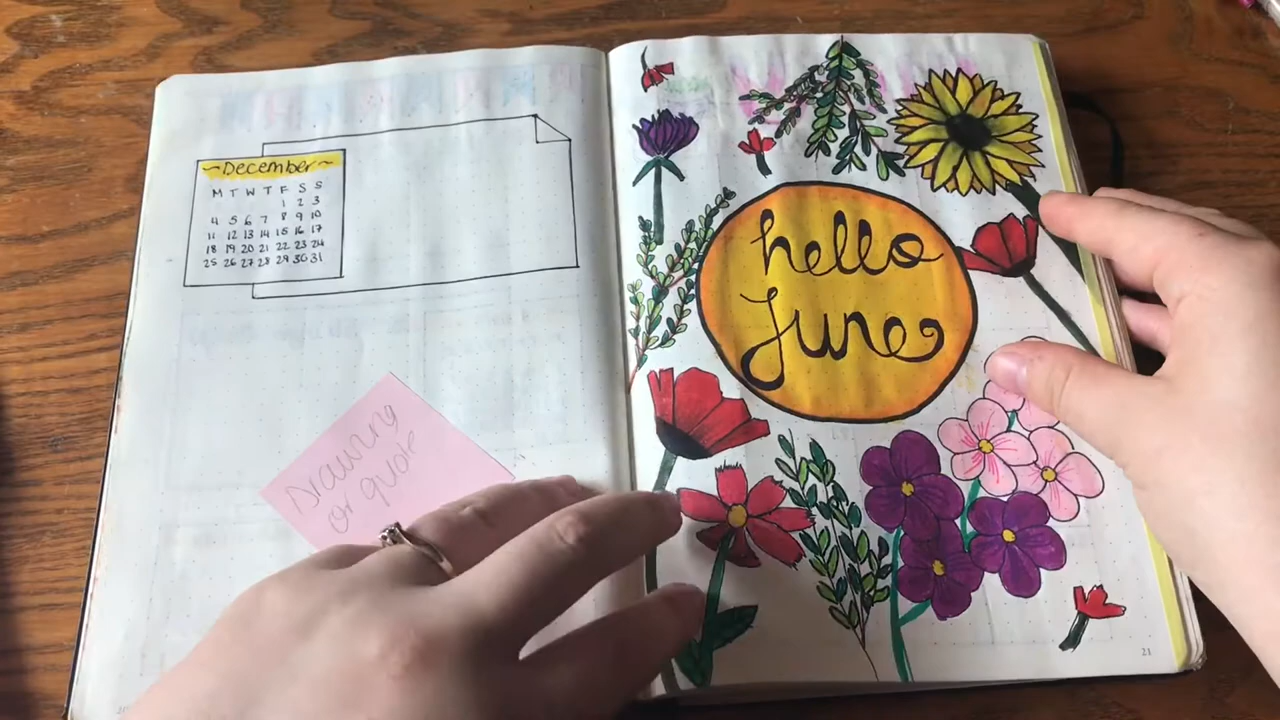 ~December~
M T W T F S S
1 2 3
4 5 6 7 8 9 10
11 12 13 14 15 16 17
18 19 20 21 22 23 24
25 26 27 28 29 30 31
Drawing
or quote
hello
June
21